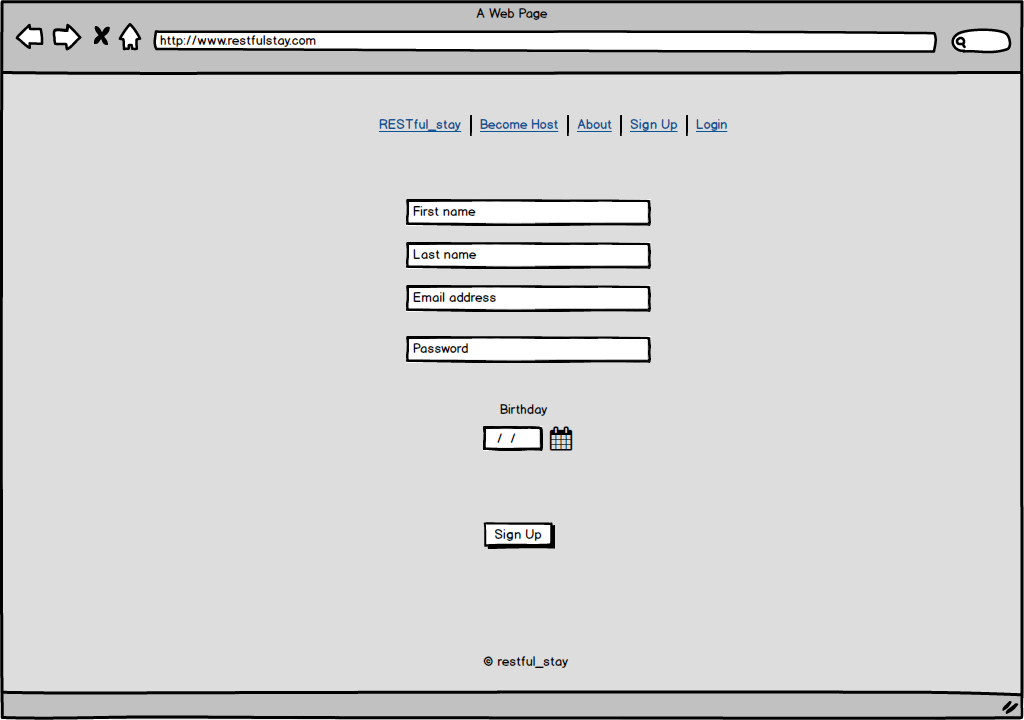 A Web Page
http://www.restfulstay.com
RESTful_stay | Become Host | About | Sign Up | Login
First name
Last name
Email address
Password
Birthday
/ /
Sign Up
© restful_stay